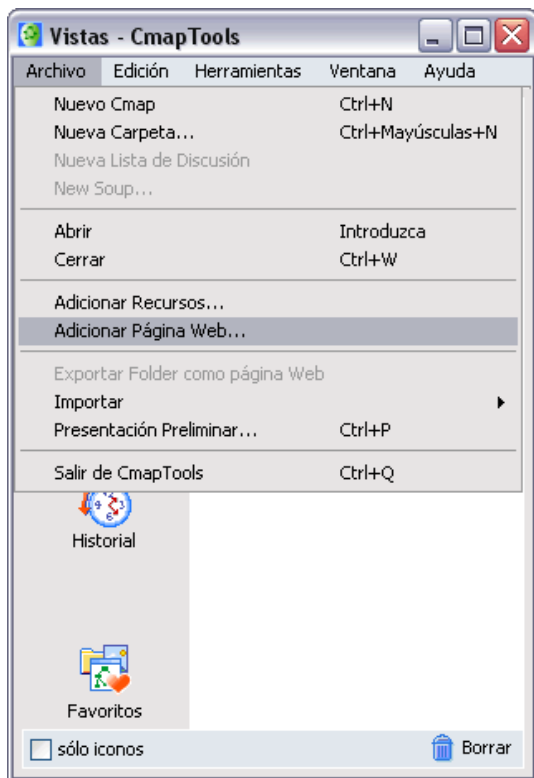 Vistas - CmapTools
Archivo Edición Herramientas Ventana Ayuda
Nuevo Cmap Ctrl+N
Nueva Carpeta... Ctrl+Mayúsculas+N
Nueva Lista de Discusión
New Soup...
Abrir Introduzca
Cerrar Ctrl+W
Adicionar Recursos...
Adicionar Página Web...
Exportar Folder como página Web
Importar
Presentación Preliminar... Ctrl+P
Salir de CmapTools Ctrl+Q
Historial
Favoritos
sólo iconos Borrar